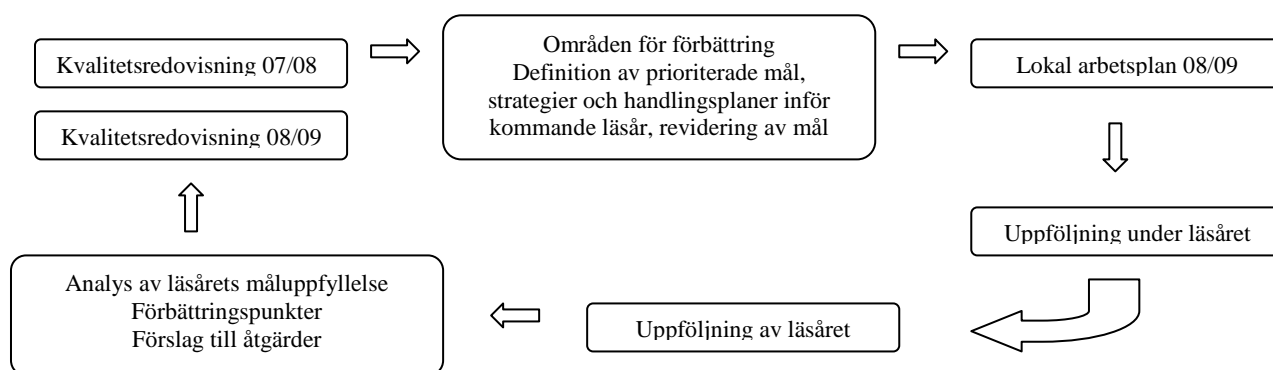 Kvalitetsredovisning 07/08
Kvalitetsredovisning 08/09
Områden för förbättring
Definition av prioriterade mål,
strategier och handlingsplaner inför
kommande läsår, revidering av mål
Lokal arbetsplan 08/09
Uppföljning under läsåret
Uppföljning av läsåret
Analys av läsårets måluppfyllelse
Förbättringspunkter
Förslag till åtgärder